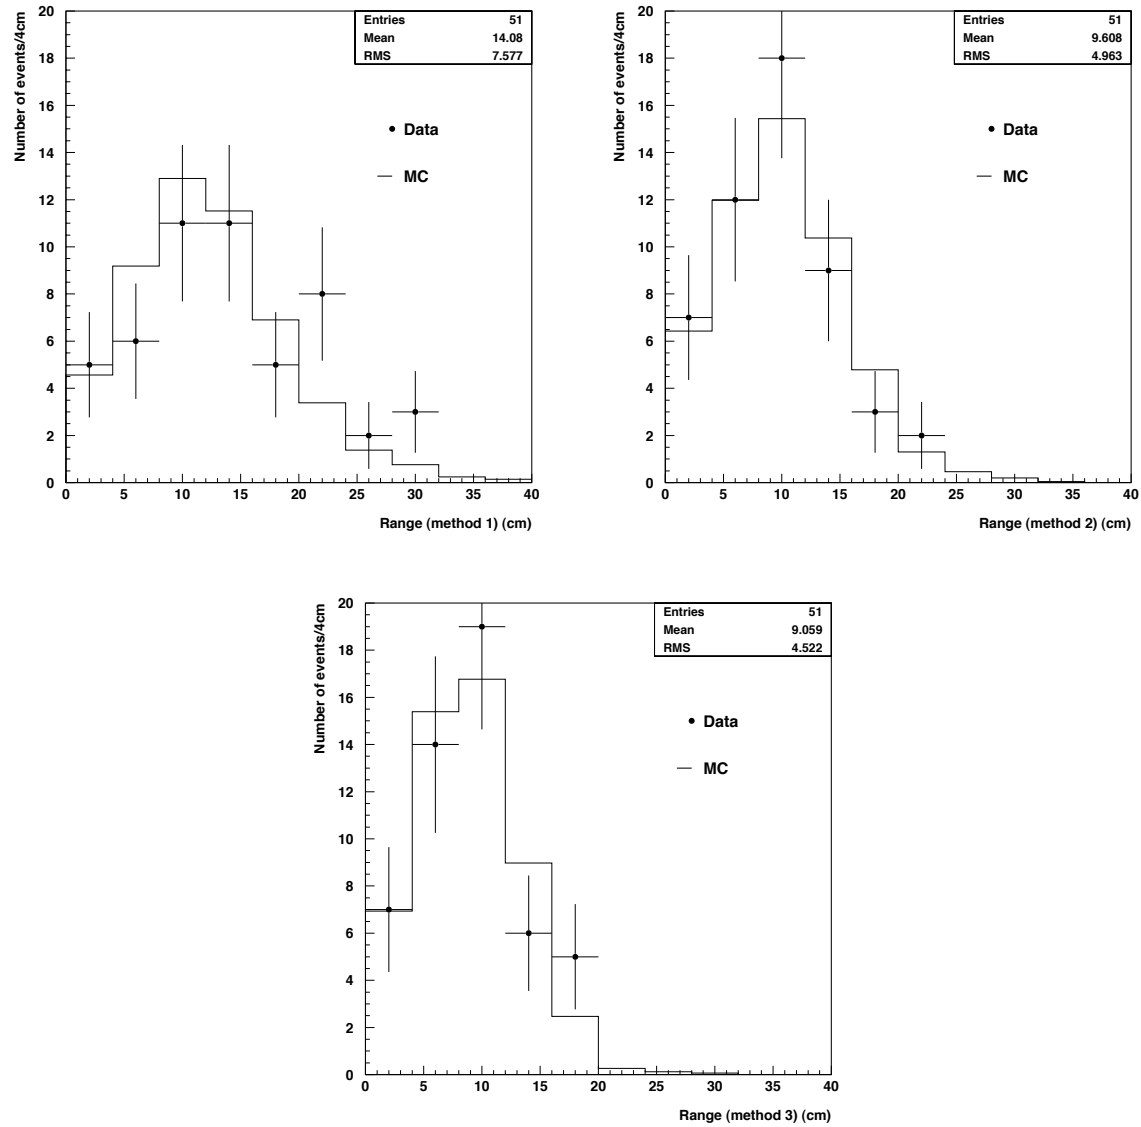 Number of events/4cm
Entries 51
Mean 14.08
RMS 7.577
Data
MC
20
18
16
14
12
10
8
6
4
2
0
0 5 10 15 20 25 30 35 40
Range (method 1) (cm)
Number of events/4cm
Entries 51
Mean 9.608
RMS 4.963
Data
MC
20
18
16
14
12
10
8
6
4
2
0
0 5 10 15 20 25 30 35 40
Range (method 2) (cm)
Number of events/4cm
Entries 51
Mean 9.059
RMS 4.522
Data
MC
20
18
16
14
12
10
8
6
4
2
0
0 5 10 15 20 25 30 35 40
Range (method 3) (cm)